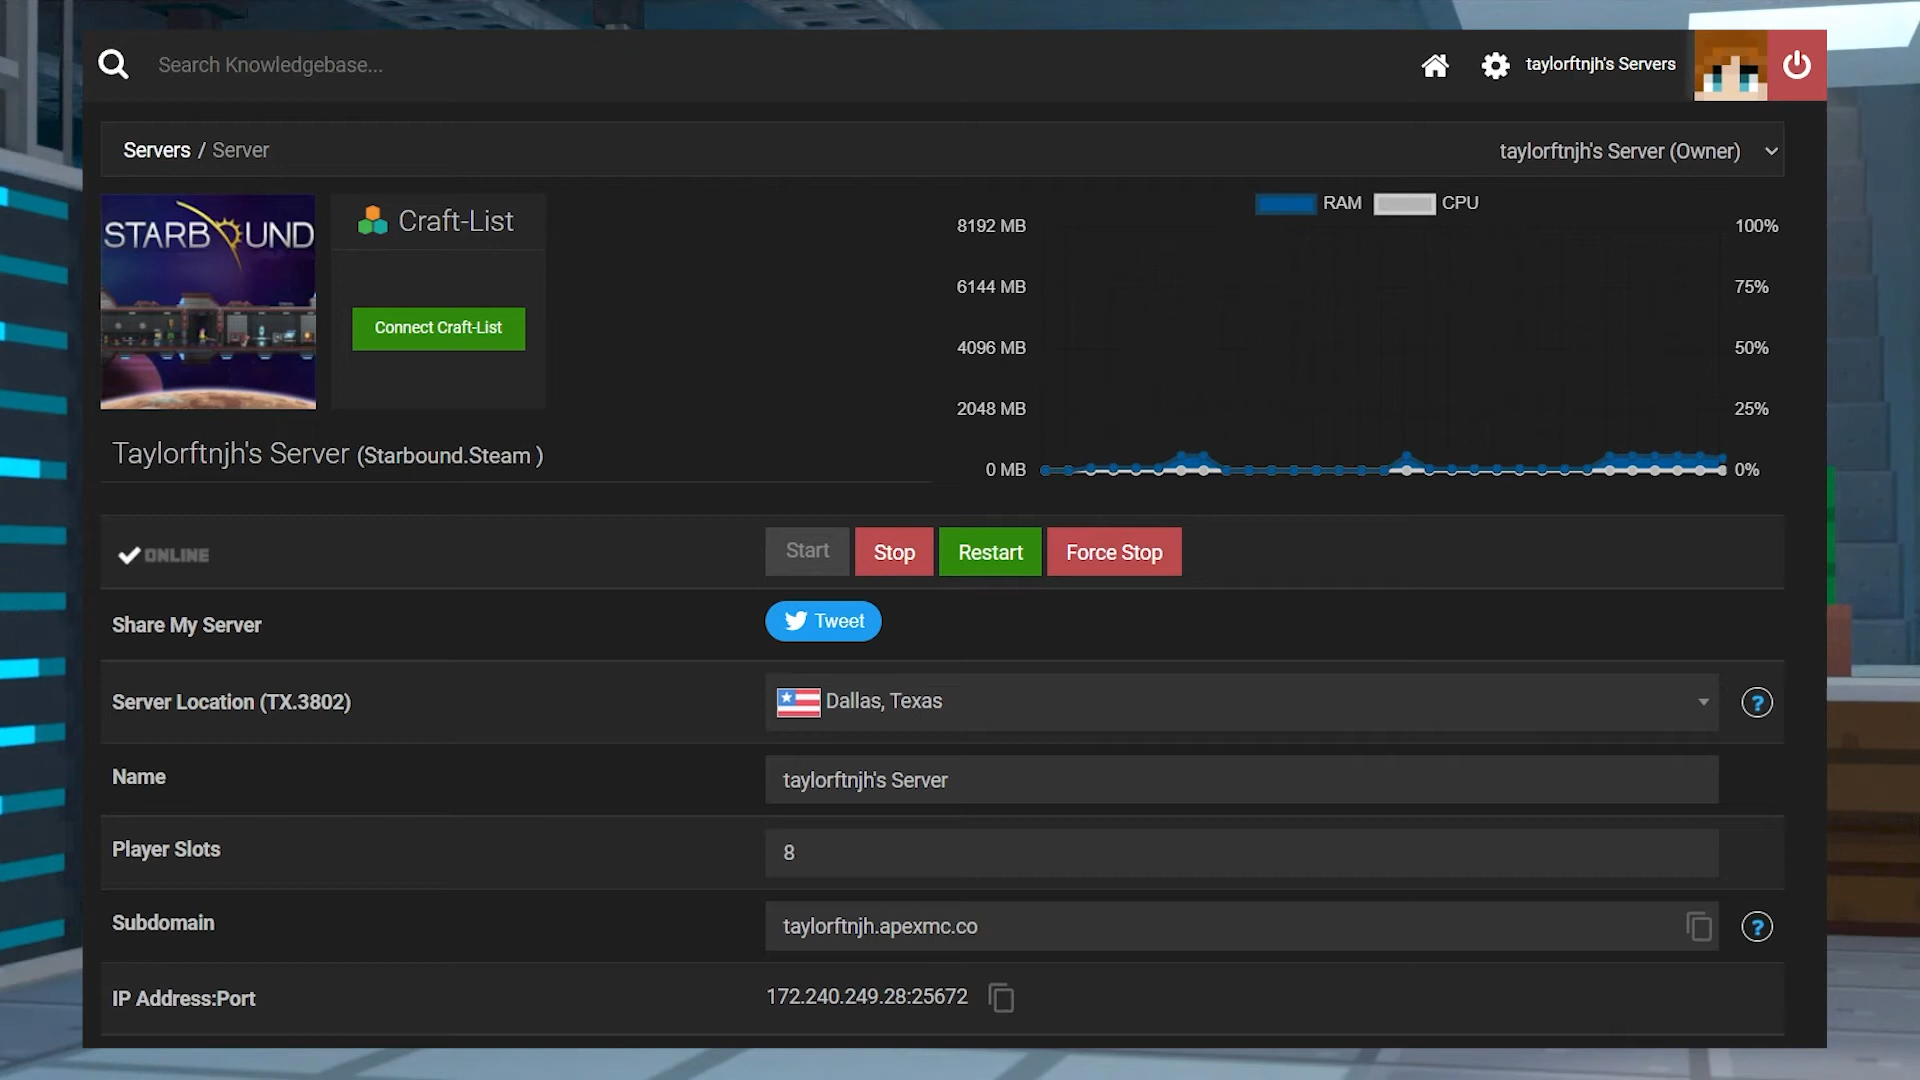 Search Knowledgebase...
taylorftnjh's Servers
Servers / Server
taylorftnjh's Server (Owner)
STARBOUND
Craft-List
Connect Craft-List
RAM CPU
8192 MB 100%
6144 MB 75%
4096 MB 50%
2048 MB 25%
0 MB 0%
Taylorftnjh's Server (Starbound.Steam )
ONLINE
Start Stop Restart Force Stop
Share My Server
Tweet
Server Location (TX.3802)
Dallas, Texas
?
Name
taylorftnjh's Server
Player Slots
8
Subdomain
taylorftnjh.apexmc.co
?
IP Address:Port
172.240.249.28:25672